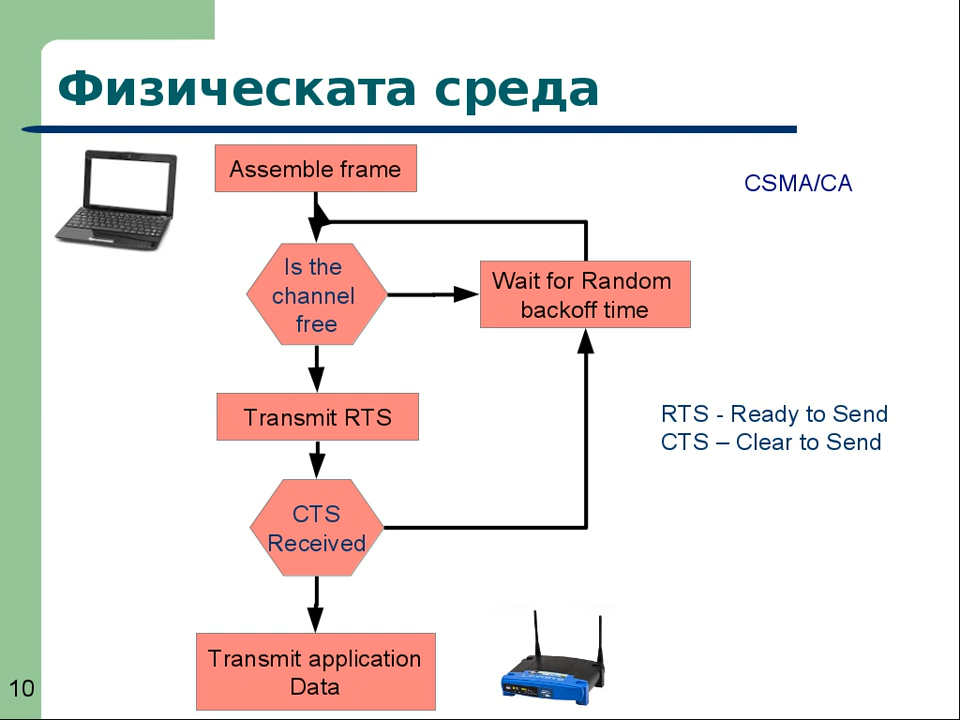 Физическата среда
Assemble frame
CSMA/CA
Is the
channel
free
Wait for Random
backoff time
Transmit RTS
RTS - Ready to Send
CTS – Clear to Send
CTS
Received
Transmit application
Data
10